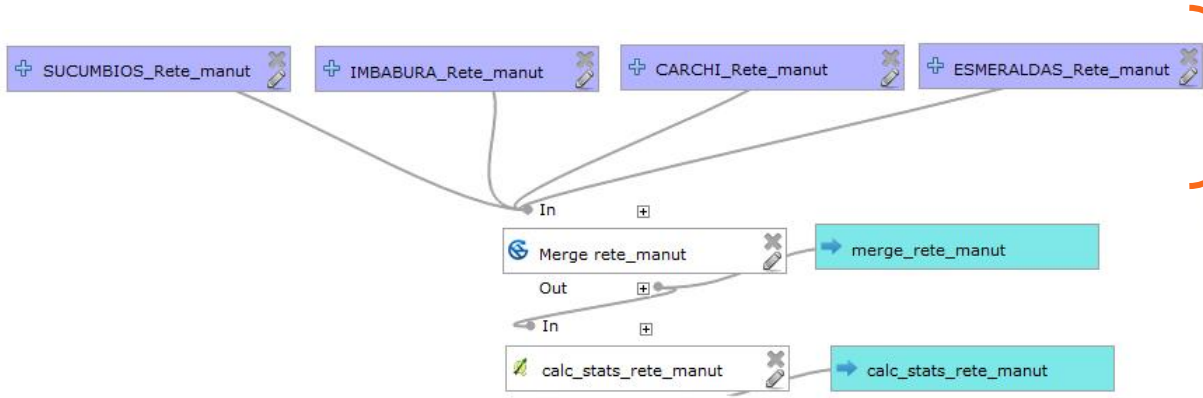 SUCUMBIOS_Rete_manut
IMBABURA_Rete_manut
CARCHI_Rete_manut
ESMERALDAS_Rete_manut
In
Merge rete_manut
merge_rete_manut
Out
In
calc_stats_rete_manut
calc_stats_rete_manut